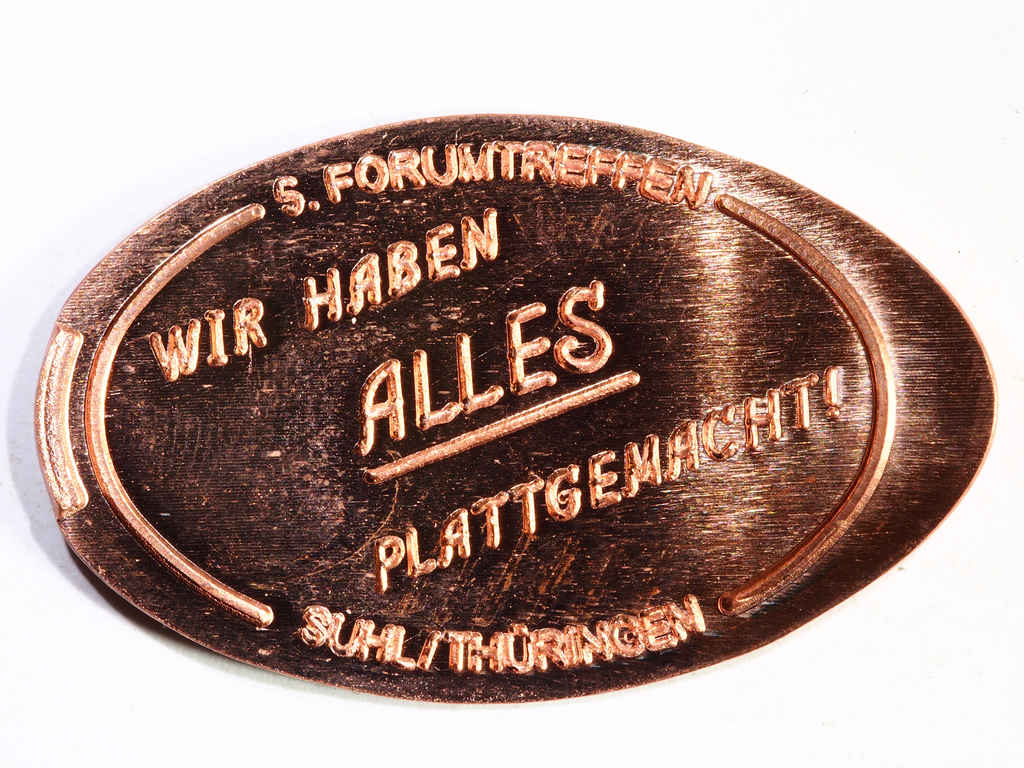 5. FORUMTREFFEN
WIR HABEN
ALLES
PLATTGEMACHT!
SUHL/THÜRINGEN